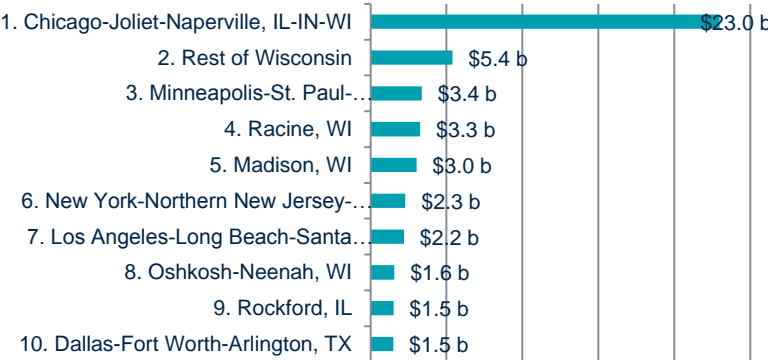 1. Chicago-Joliet-Naperville, IL-IN-WI $23.0 b
2. Rest of Wisconsin $5.4 b
3. Minneapolis-St. Paul-… $3.4 b
4. Racine, WI $3.3 b
5. Madison, WI $3.0 b
6. New York-Northern New Jersey-… $2.3 b
7. Los Angeles-Long Beach-Santa… $2.2 b
8. Oshkosh-Neenah, WI $1.6 b
9. Rockford, IL $1.5 b
10. Dallas-Fort Worth-Arlington, TX $1.5 b